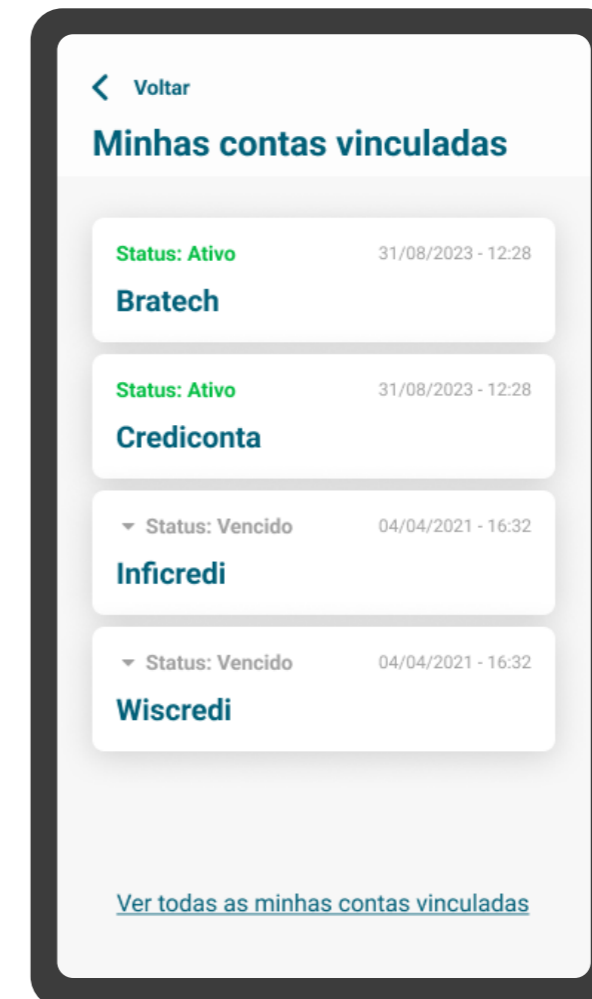 Voltar
Minhas contas vinculadas
Status: Ativo 31/08/2023 - 12:28
Bratech
Status: Ativo 31/08/2023 - 12:28
Crediconta
Status: Vencido 04/04/2021 - 16:32
Inficredi
Status: Vencido 04/04/2021 - 16:32
Wiscredi
Ver todas as minhas contas vinculadas